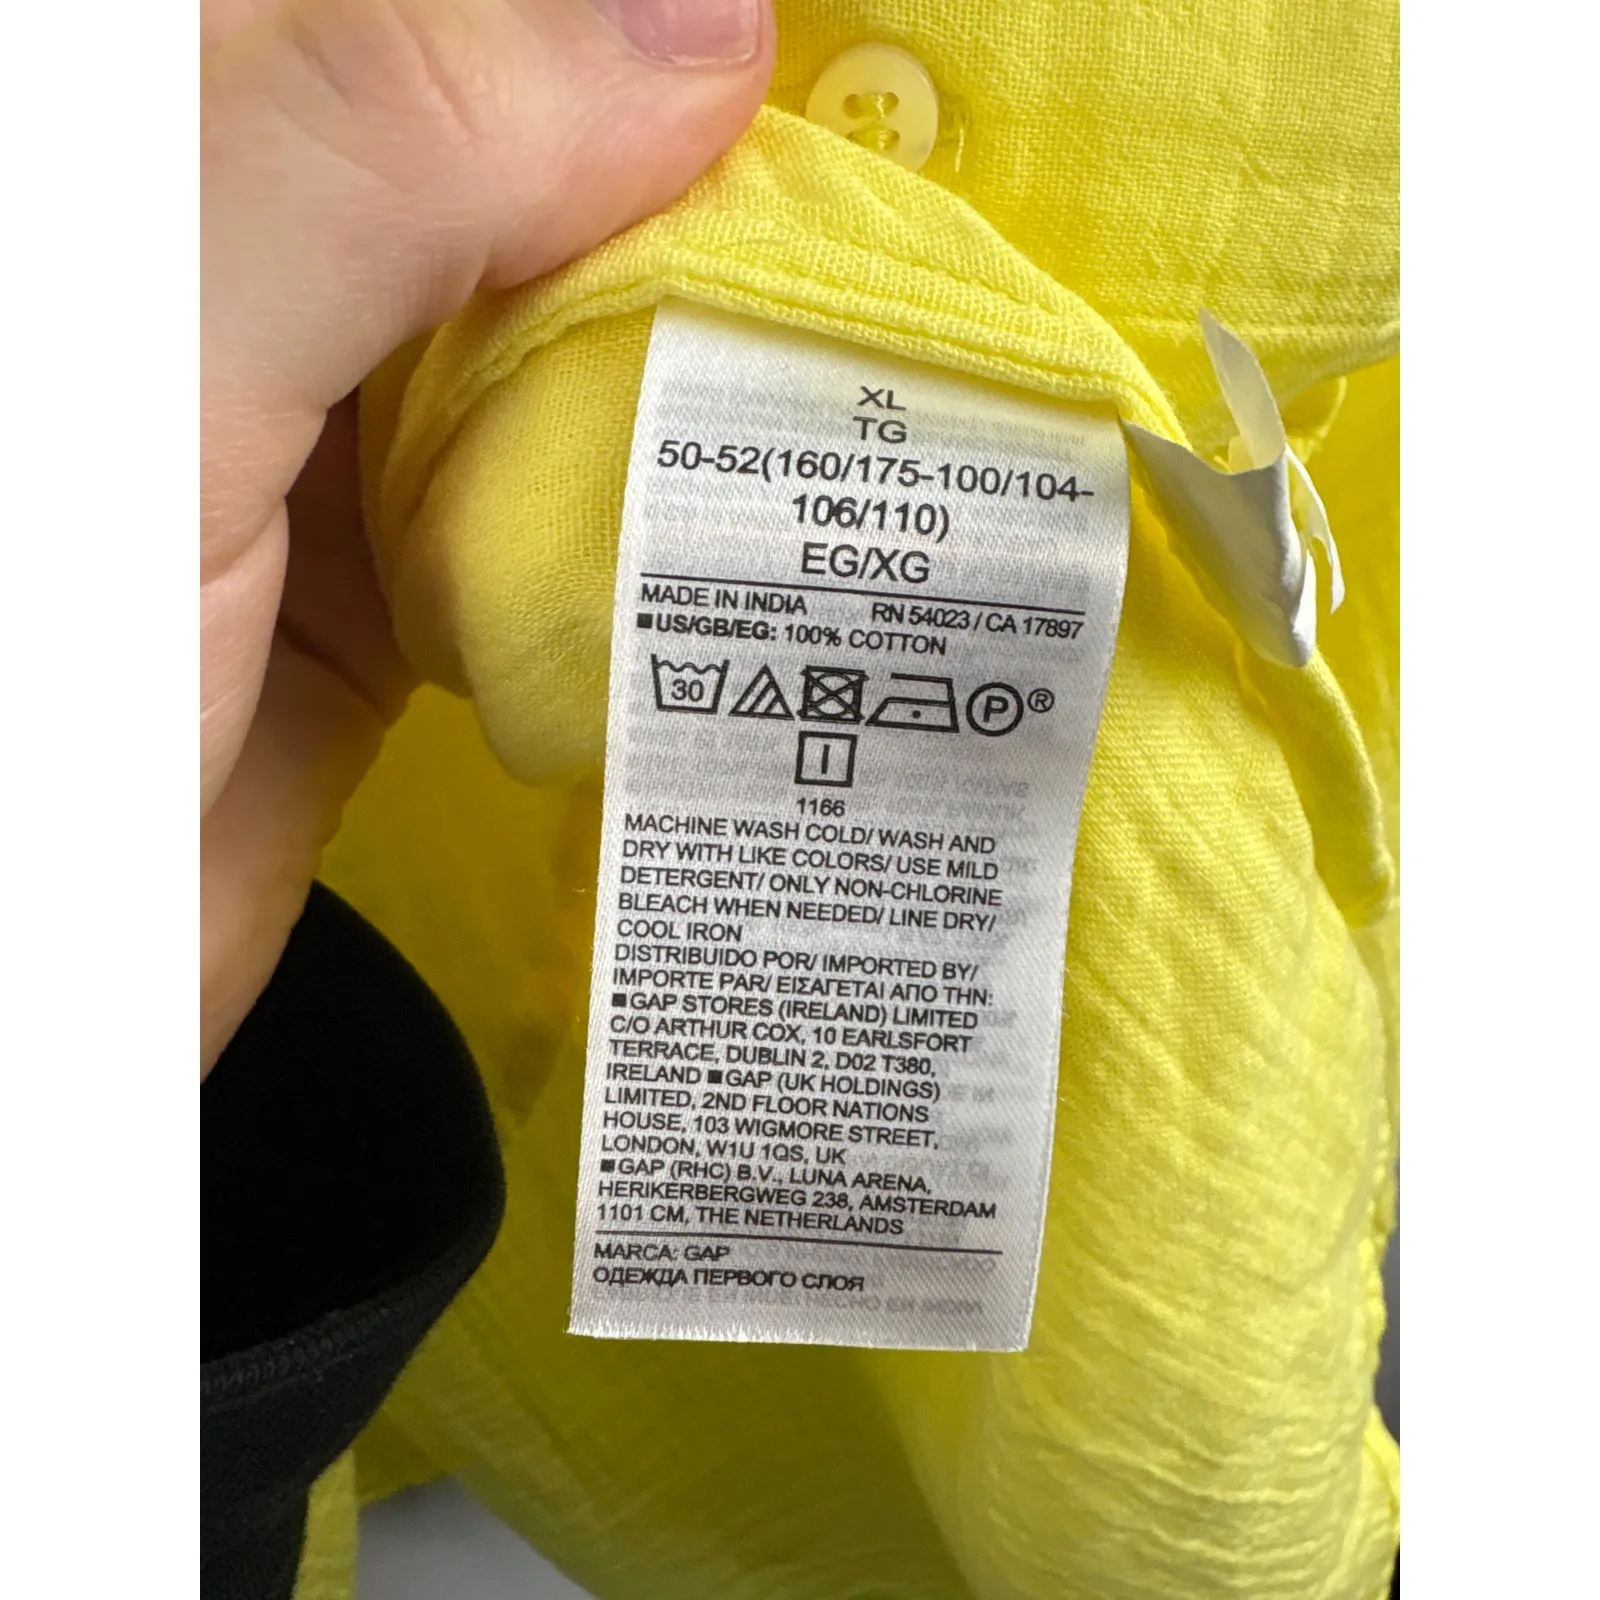 XL
TG
50-52(160/175-100/104-
106/110)
EG/XG
MADE IN INDIA RN 54023 / CA 17897
■US/GB/EG: 100% COTTON
30 P®
I
1166
MACHINE WASH COLD/ WASH AND
DRY WITH LIKE COLORS/ USE MILD
DETERGENT/ ONLY NON-CHLORINE
BLEACH WHEN NEEDED/ LINE DRY/
COOL IRON
DISTRIBUIDO POR/ IMPORTED BY/
IMPORTE PAR/ ΕΙΣΑΓΕΤΑΙ ΑΠΟ ΤΗΝ:
■GAP STORES (IRELAND) LIMITED
C/O ARTHUR COX, 10 EARLSFORT
TERRACE, DUBLIN 2, D02 T380,
IRELAND ■GAP (UK HOLDINGS)
LIMITED, 2ND FLOOR NATIONS
HOUSE, 103 WIGMORE STREET,
LONDON, W1U 1QS, UK
■GAP (RHC) B.V., LUNA ARENA,
HERIKERBERGWEG 238, AMSTERDAM
1101 CM, THE NETHERLANDS
MARCA: GAP
ОДЕЖДА ПЕРВОГО СЛОЯ